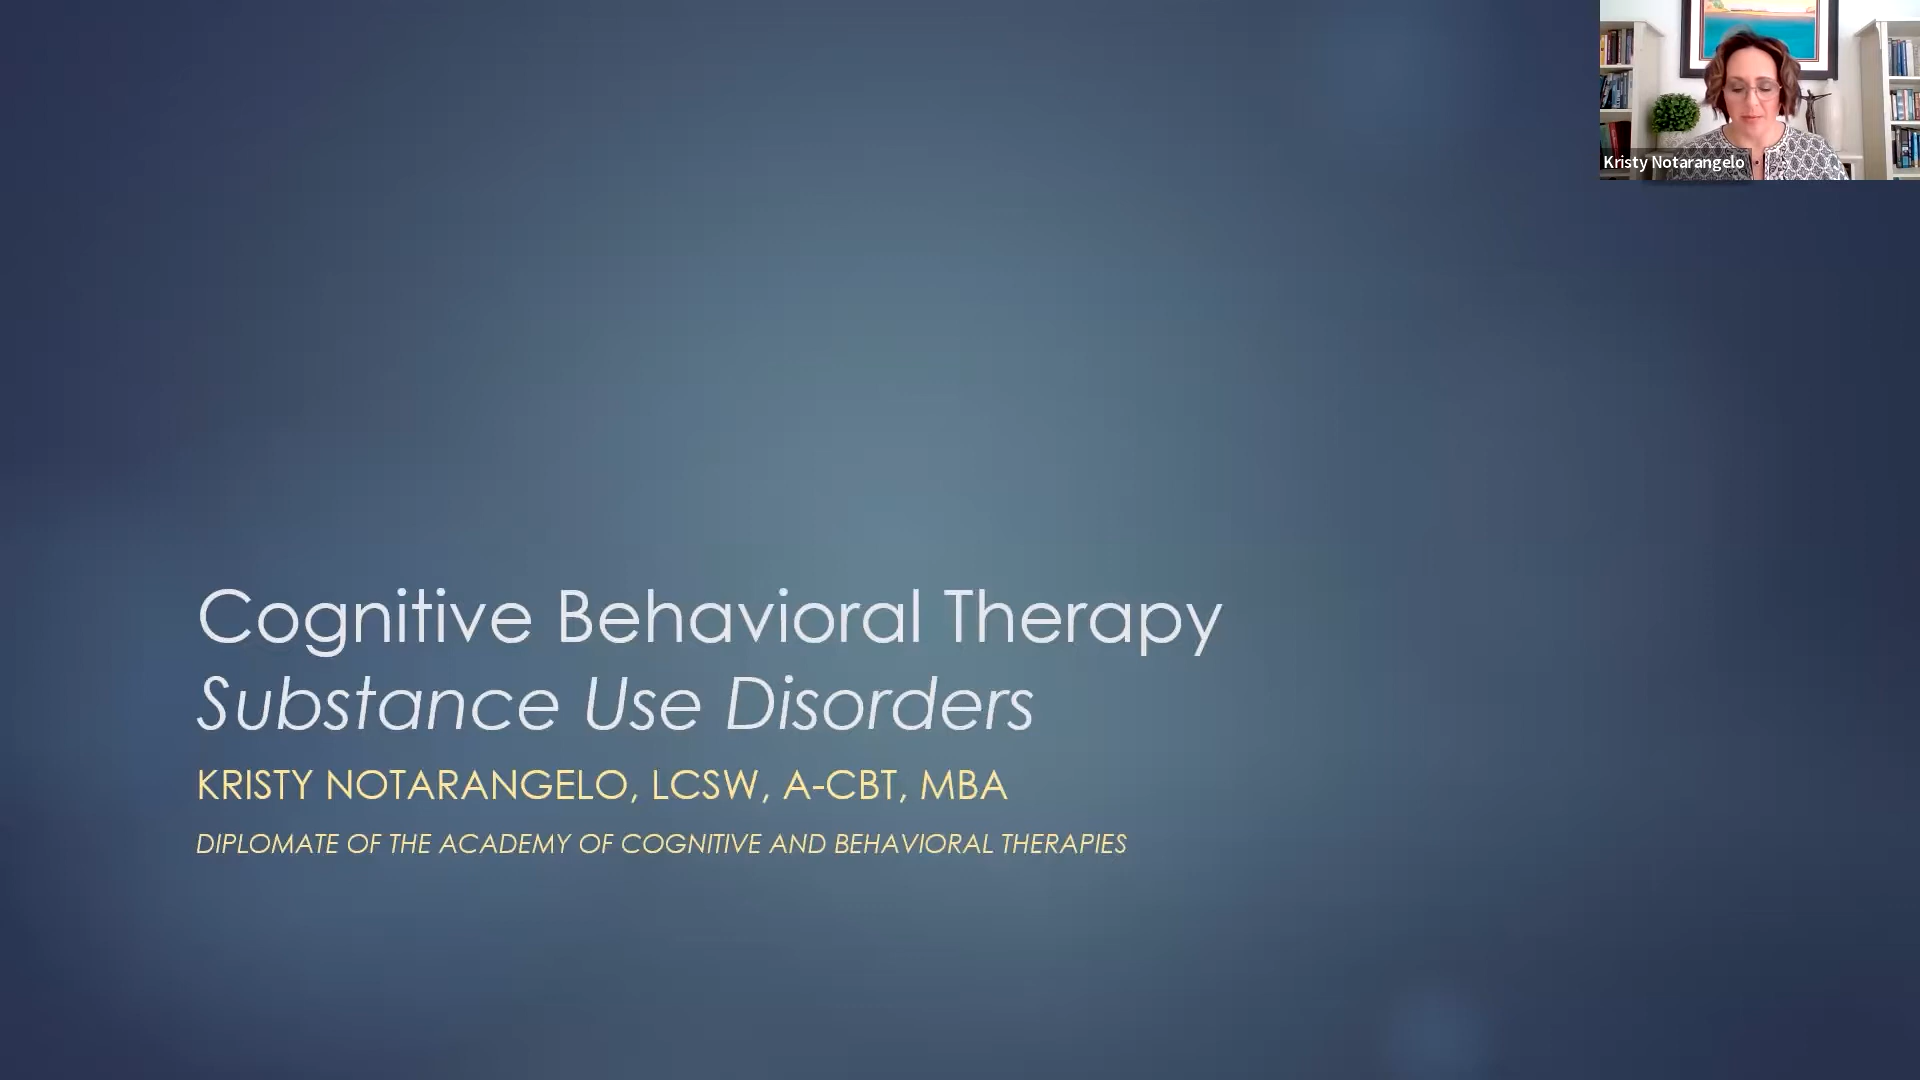 Kristy Notarangelo
Cognitive Behavioral Therapy
Substance Use Disorders
KRISTY NOTARANGELO, LCSW, A-CBT, MBA
DIPLOMATE OF THE ACADEMY OF COGNITIVE AND BEHAVIORAL THERAPIES